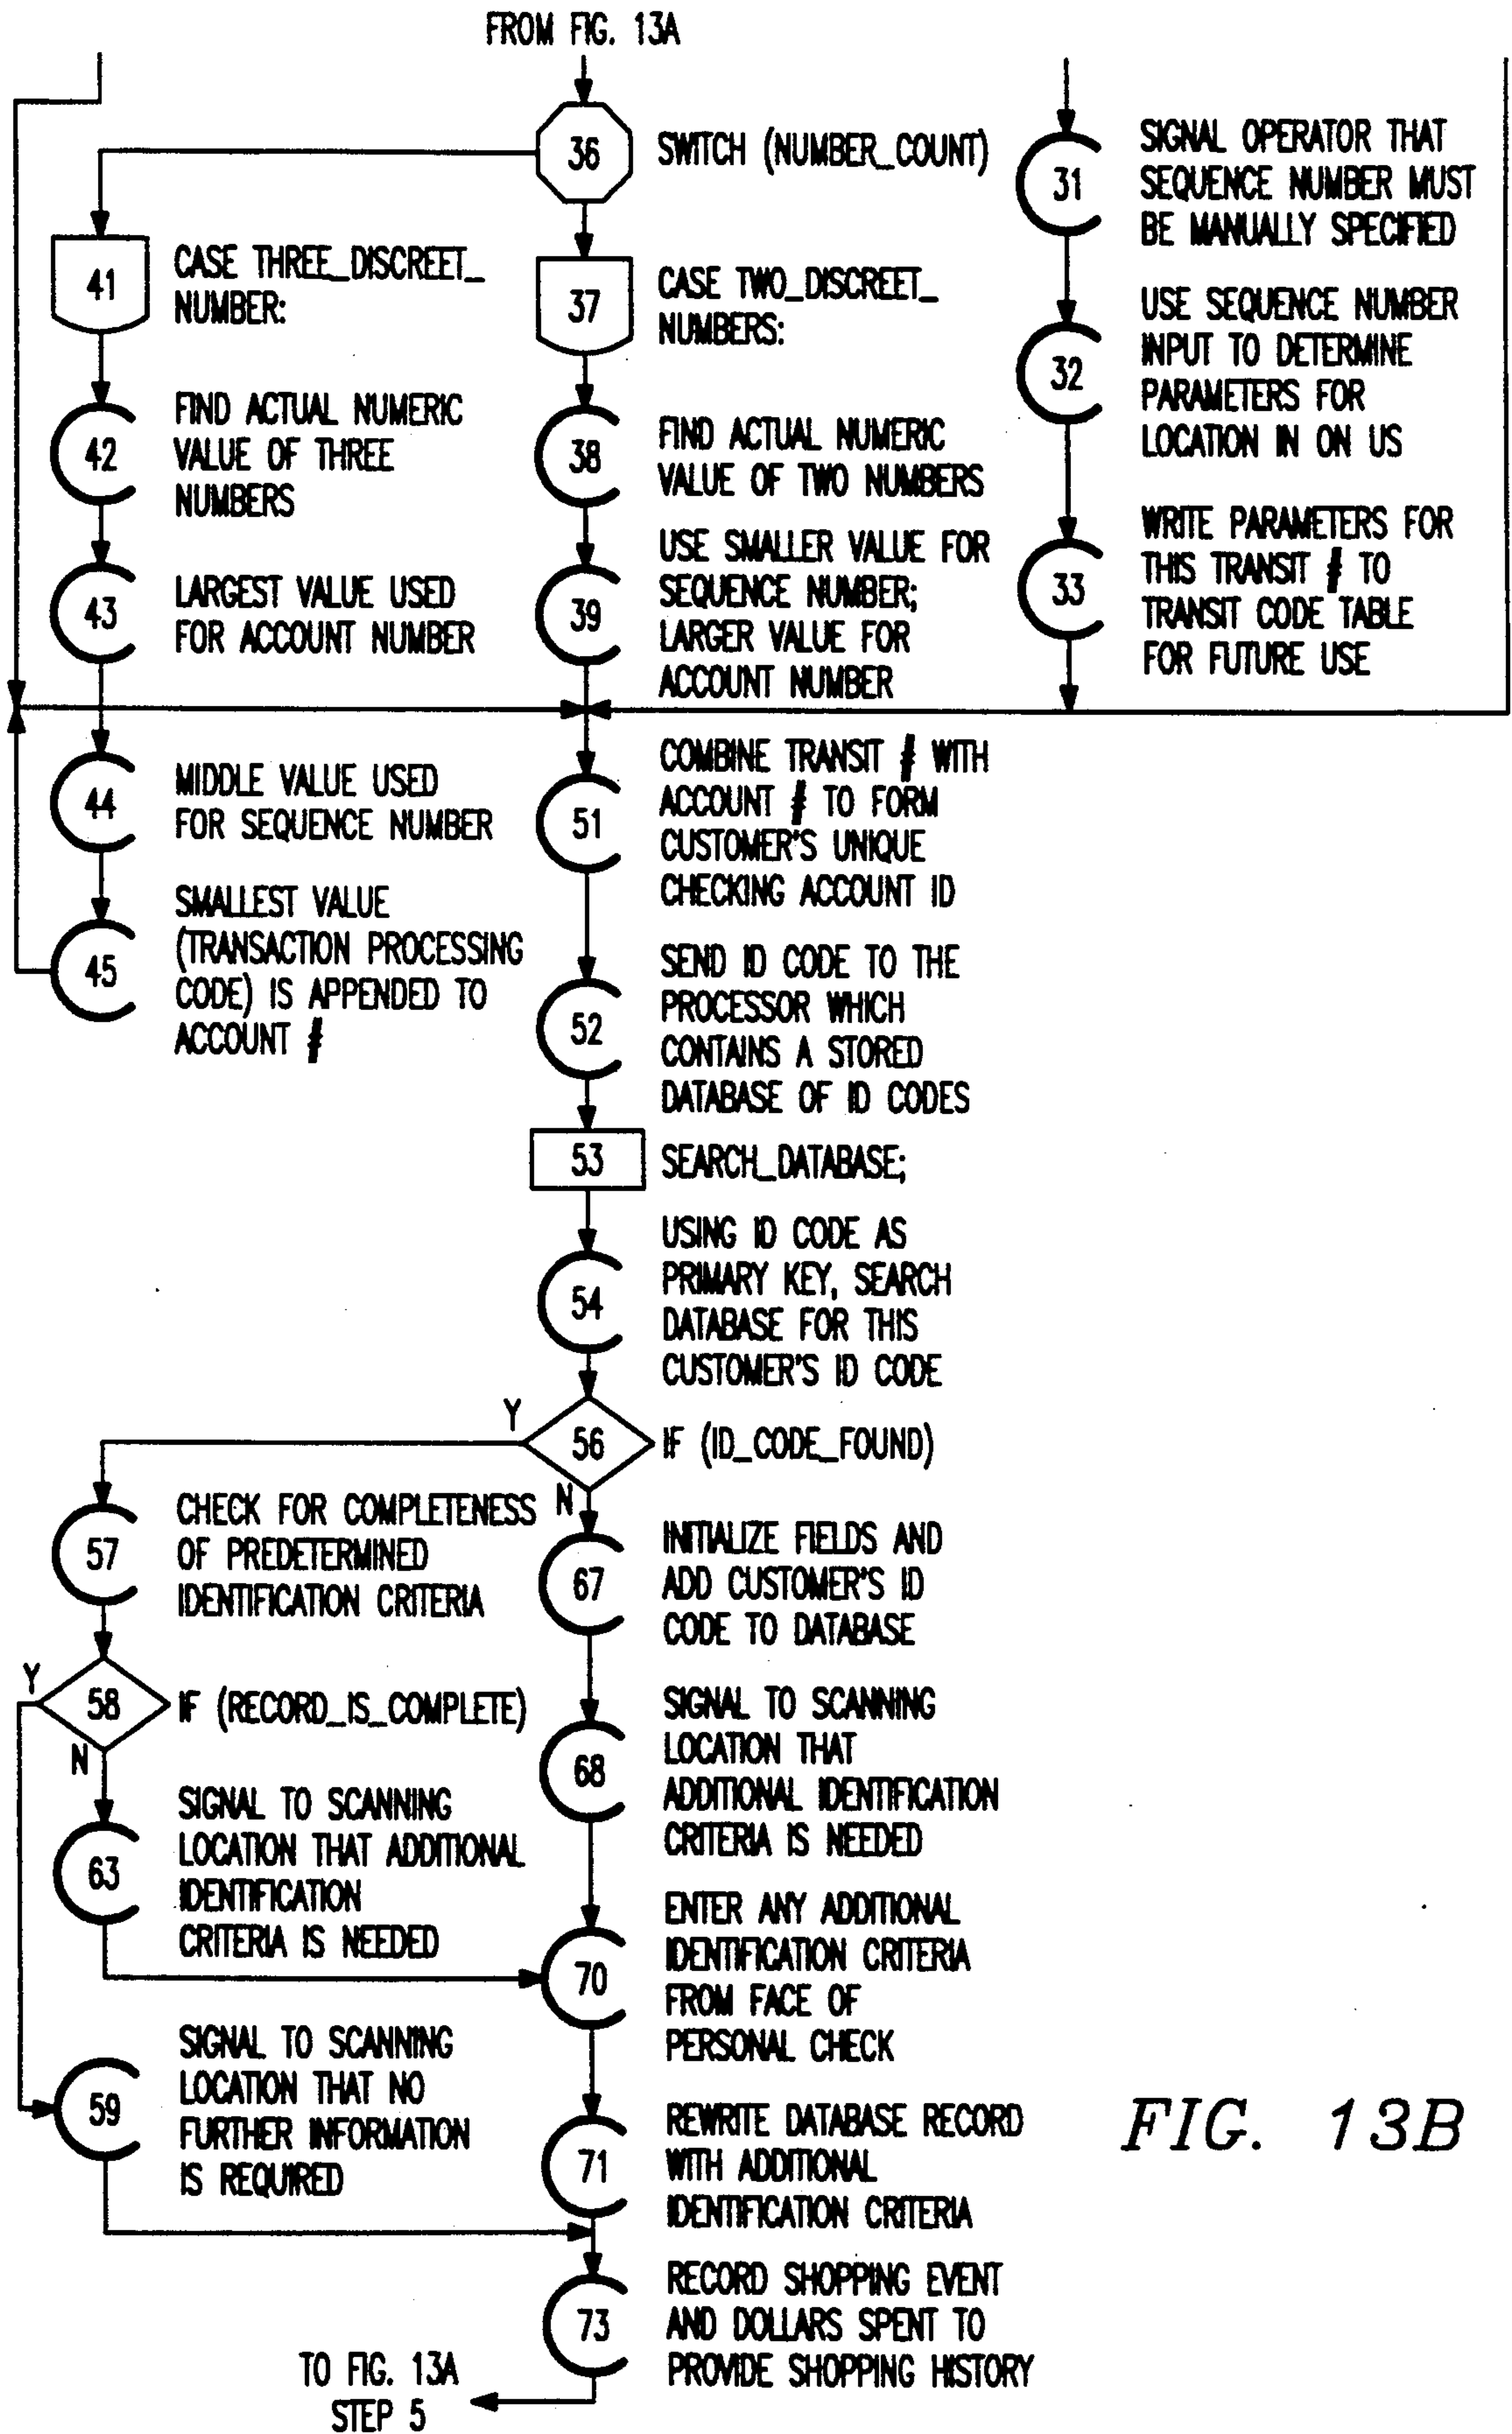 FROM FIG. 13A
36
SWITCH (NUMBER_COUNT)
41
CASE THREE_DISCREET_
NUMBER:
42
FIND ACTUAL NUMERIC
VALUE OF THREE
NUMBERS
43
LARGEST VALUE USED
FOR ACCOUNT NUMBER
44
MIDDLE VALUE USED
FOR SEQUENCE NUMBER
45
SMALLEST VALUE
(TRANSACTION PROCESSING
CODE) IS APPENDED TO
ACCOUNT #
37
CASE TWO_DISCREET_
NUMBERS:
38
FIND ACTUAL NUMERIC
VALUE OF TWO NUMBERS
39
USE SMALLER VALUE FOR
SEQUENCE NUMBER;
LARGER VALUE FOR
ACCOUNT NUMBER
31
SIGNAL OPERATOR THAT
SEQUENCE NUMBER MUST
BE MANUALLY SPECIFIED
32
USE SEQUENCE NUMBER
INPUT TO DETERMINE
PARAMETERS FOR
LOCATION IN ON US
33
WRITE PARAMETERS FOR
THIS TRANSIT # TO
TRANSIT CODE TABLE
FOR FUTURE USE
51
COMBINE TRANSIT # WITH
ACCOUNT # TO FORM
CUSTOMER'S UNIQUE
CHECKING ACCOUNT ID
52
SEND ID CODE TO THE
PROCESSOR WHICH
CONTAINS A STORED
DATABASE OF ID CODES
53
SEARCH_DATABASE;
54
USING ID CODE AS
PRIMARY KEY, SEARCH
DATABASE FOR THIS
CUSTOMER'S ID CODE
56
IF (ID_CODE_FOUND)
Y
N
57
CHECK FOR COMPLETENESS
OF PREDETERMINED
IDENTIFICATION CRITERIA
58
IF (RECORD_IS_COMPLETE)
Y
N
63
SIGNAL TO SCANNING
LOCATION THAT ADDITIONAL
IDENTIFICATION
CRITERIA IS NEEDED
59
SIGNAL TO SCANNING
LOCATION THAT NO
FURTHER INFORMATION
IS REQUIRED
67
INITIALIZE FIELDS AND
ADD CUSTOMER'S ID
CODE TO DATABASE
68
SIGNAL TO SCANNING
LOCATION THAT
ADDITIONAL IDENTIFICATION
CRITERIA IS NEEDED
70
ENTER ANY ADDITIONAL
IDENTIFICATION CRITERIA
FROM FACE OF
PERSONAL CHECK
71
REWRITE DATABASE RECORD
WITH ADDITIONAL
IDENTIFICATION CRITERIA
73
RECORD SHOPPING EVENT
AND DOLLARS SPENT TO
PROVIDE SHOPPING HISTORY
TO FIG. 13A
STEP 5
FIG. 13B